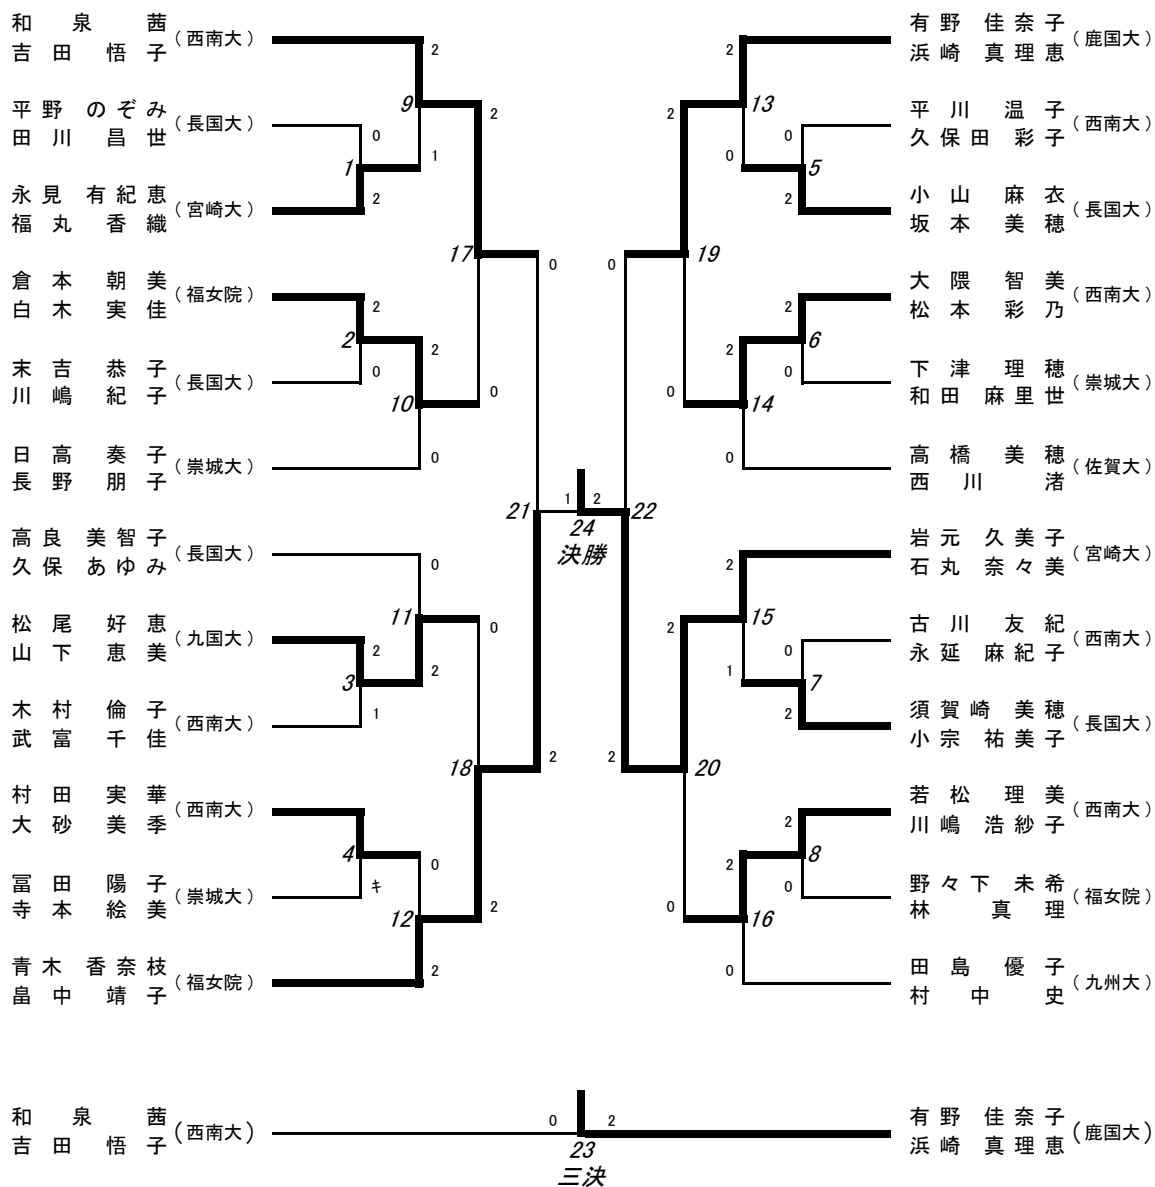 和泉茜
吉田悟子
(西南大)
2
平野のぞみ
田川昌世
(長国大)
0
9
2
1
1
永見有紀恵
福丸香織
(宮崎大)
2
17
0
倉本朝美
白木実佳
(福女院)
2
2
2
末吉恭子
川嶋紀子
(長国大)
0
10
0
日高奏子
長野朋子
(崇城大)
0
21
高良美智子
久保あゆみ
(長国大)
0
11
0
松尾好恵
山下恵美
(九国大)
2
3
2
木村倫子
武富千佳
(西南大)
1
18
2
村田実華
大砂美季
(西南大)
4
0
冨田陽子
寺本絵美
(崇城大)
キ
12
2
青木香奈枝
畠中靖子
(福女院)
2
1
2
24
決勝
有野佳奈子
浜崎真理恵
(鹿国大)
2
13
2
平川温子
久保田彩子
(西南大)
0
0
5
小山麻衣
坂本美穂
(長国大)
2
0
19
大隈智美
松本彩乃
(西南大)
2
6
2
下津理穂
和田麻里世
(崇城大)
0
0
14
高橋美穂
西川渚
(佐賀大)
0
22
岩元久美子
石丸奈々美
(宮崎大)
2
15
2
古川友紀
永延麻紀子
(西南大)
0
1
7
須賀崎美穂
小宗祐美子
(長国大)
2
2
20
若松理美
川嶋浩紗子
(西南大)
2
8
2
野々下未希
林真理
(福女院)
0
0
16
田島優子
村中史
(九州大)
0
和泉茜
吉田悟子
(西南大)
0
2
23
三決
有野佳奈子
浜崎真理恵
(鹿国大)